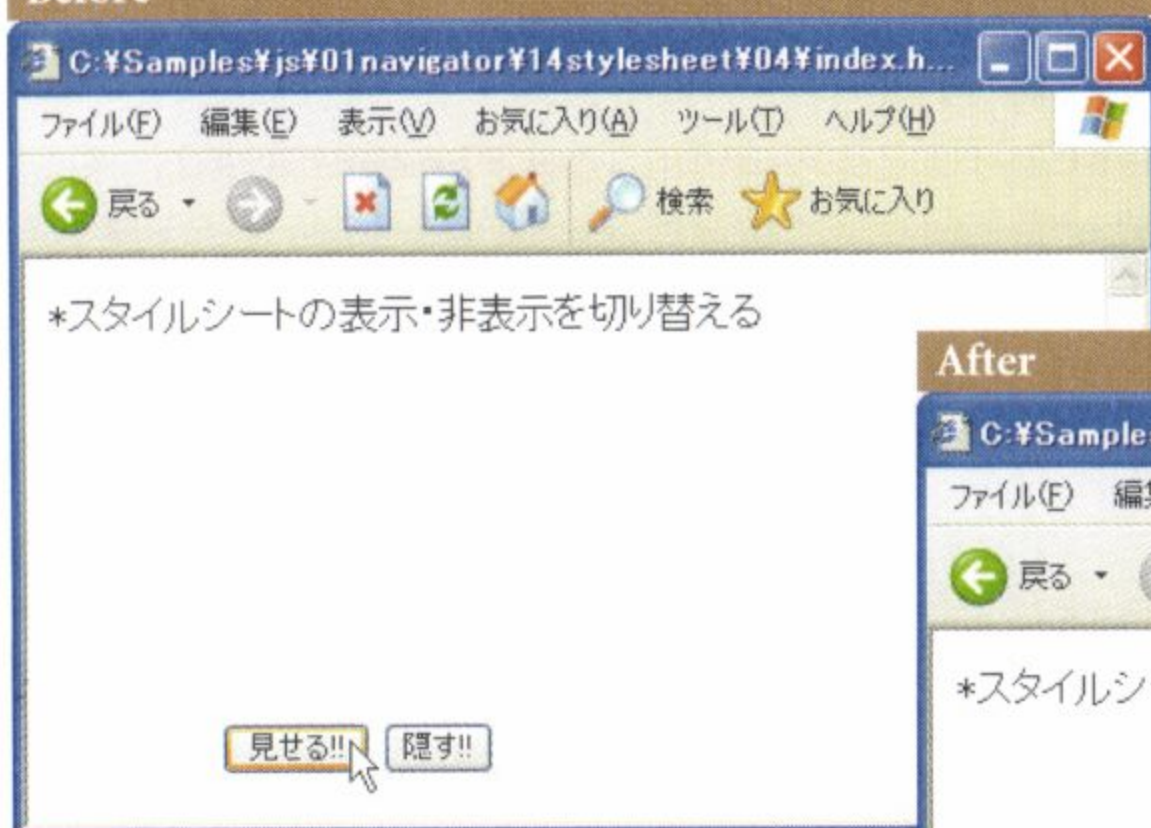 Before
C:¥Samples¥js¥01navigator¥14stylesheet¥04¥index.h...
ファイル(F) 編集(E) 表示(V) お気に入り(A) ツール(T) ヘルプ(H)
戻る 検索 お気に入り
*スタイルシートの表示・非表示を切り替える
見せる!! 隠す!!
After
C:¥Sample
ファイル(F)
戻る
*スタイルシ